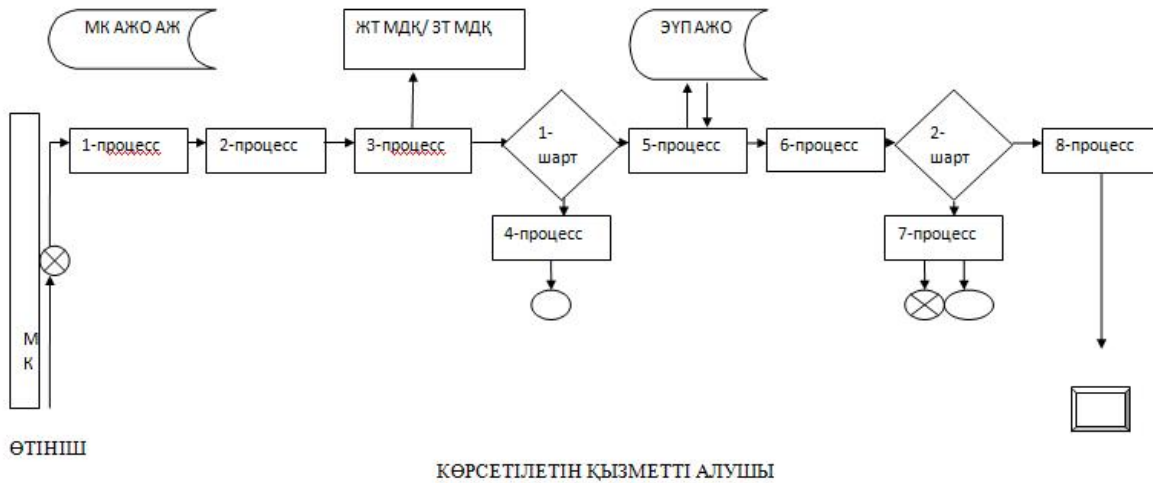 МК АЖО АЖ
ЖТ МДҚ/ ЗТ МДҚ
ЭҮП АЖО
1-процесс
2-процесс
3-процесс
1-
шарт
5-процесс
6-процесс
2-
шарт
8-процесс
4-процесс
7-процесс
М
К
ӨТІНІШ
КӨРСЕТІЛЕТІН ҚЫЗМЕТТІ АЛУШЫ